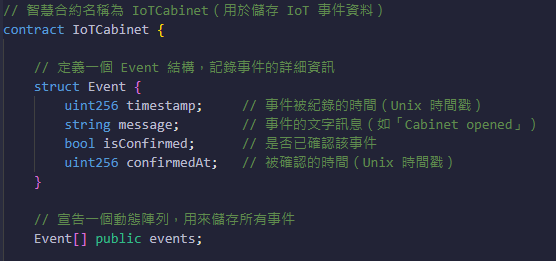 // 智慧合約名稱為 IoTCabinet（用於儲存 IoT 事件資料）
contract IoTCabinet {
// 定義一個 Event 結構，記錄事件的詳細資訊
struct Event {
uint256 timestamp; // 事件被紀錄的時間（Unix 時間戳）
string message; // 事件的文字訊息（如「Cabinet opened」）
bool isConfirmed; // 是否已確認該事件
uint256 confirmedAt; // 被確認的時間（Unix 時間戳）
}
// 宣告一個動態陣列，用來儲存所有事件
Event[] public events;